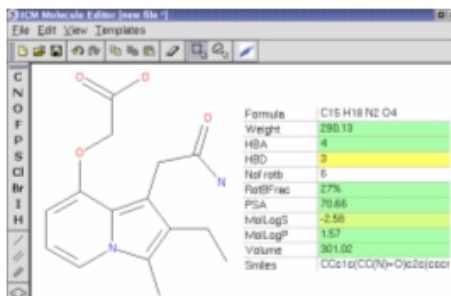 ICM Molecule Editor [new file *]
File Edit View Templates
C
N
O
F
P
S
Cl
Br
I
H
O
O
O
O
N
N
Formula C15 H18 N2 O4
Weight 290.13
HBA 4
HBD 3
Nof rotb 6
RotBFrac 27%
PSA 70.66
MolLogS -2.58
MolLogP 1.57
Volume 301.02
Smiles CCc1c(CC(N)=O)c2c(cccr